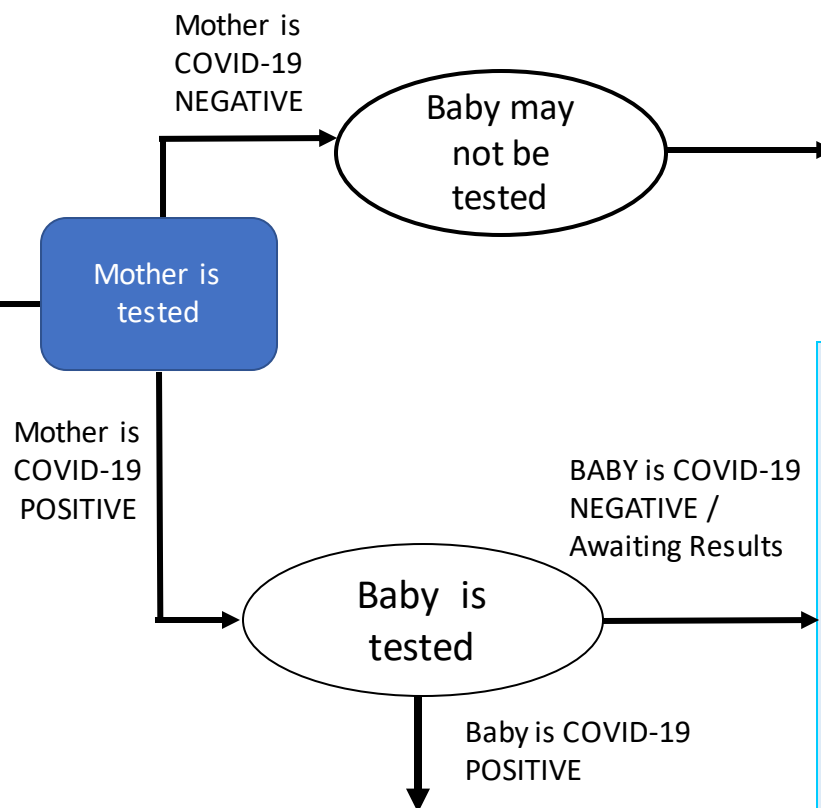 Mother is
COVID-19
NEGATIVE
Baby may
not be
tested
Mother is
tested
Mother is
COVID-19
POSITIVE
BABY is COVID-19
NEGATIVE /
Awaiting Results
Baby is
tested
Baby is COVID-19
POSITIVE